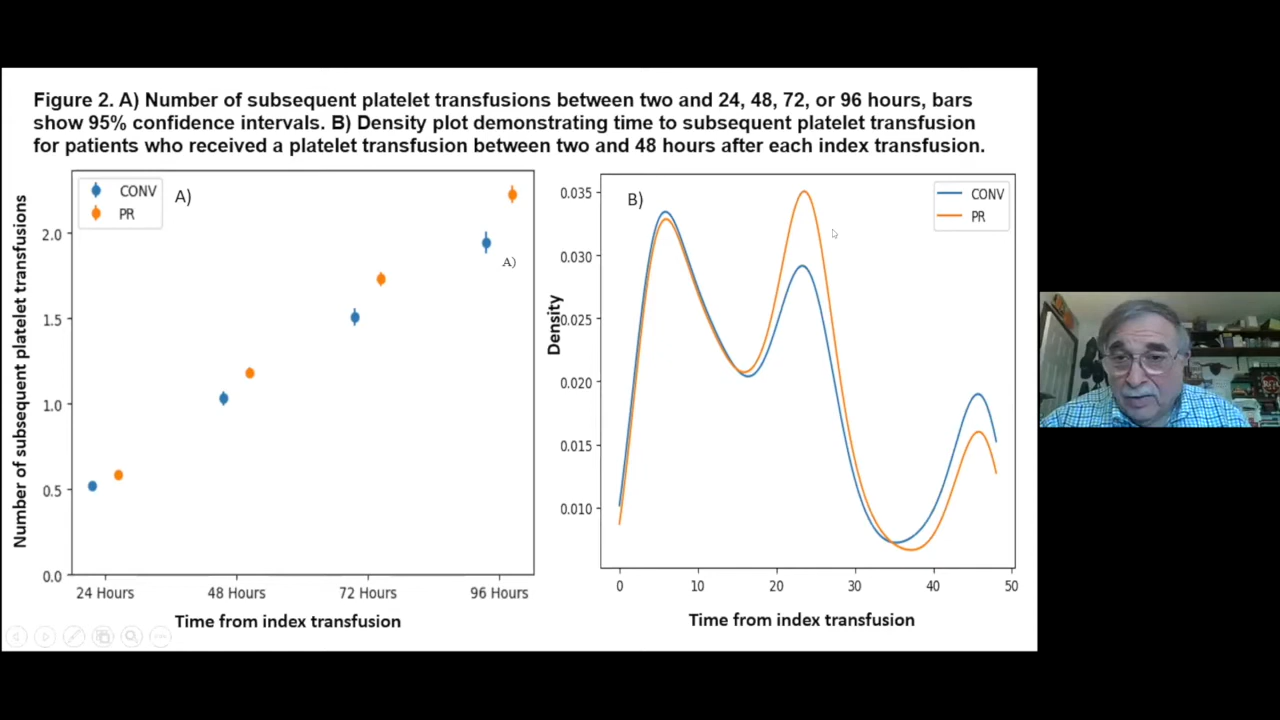 Figure 2. A) Number of subsequent platelet transfusions between two and 24, 48, 72, or 96 hours, bars
show 95% confidence intervals. B) Density plot demonstrating time to subsequent platelet transfusion
for patients who received a platelet transfusion between two and 48 hours after each index transfusion.
CONV
PR
A)
A)
Number of subsequent platelet transfusions
2.0
1.5
1.0
0.5
0.0
24 Hours
48 Hours
72 Hours
96 Hours
Time from index transfusion
B)
CONV
PR
Density
0.035
0.030
0.025
0.020
0.015
0.010
0
10
20
30
40
50
Time from index transfusion